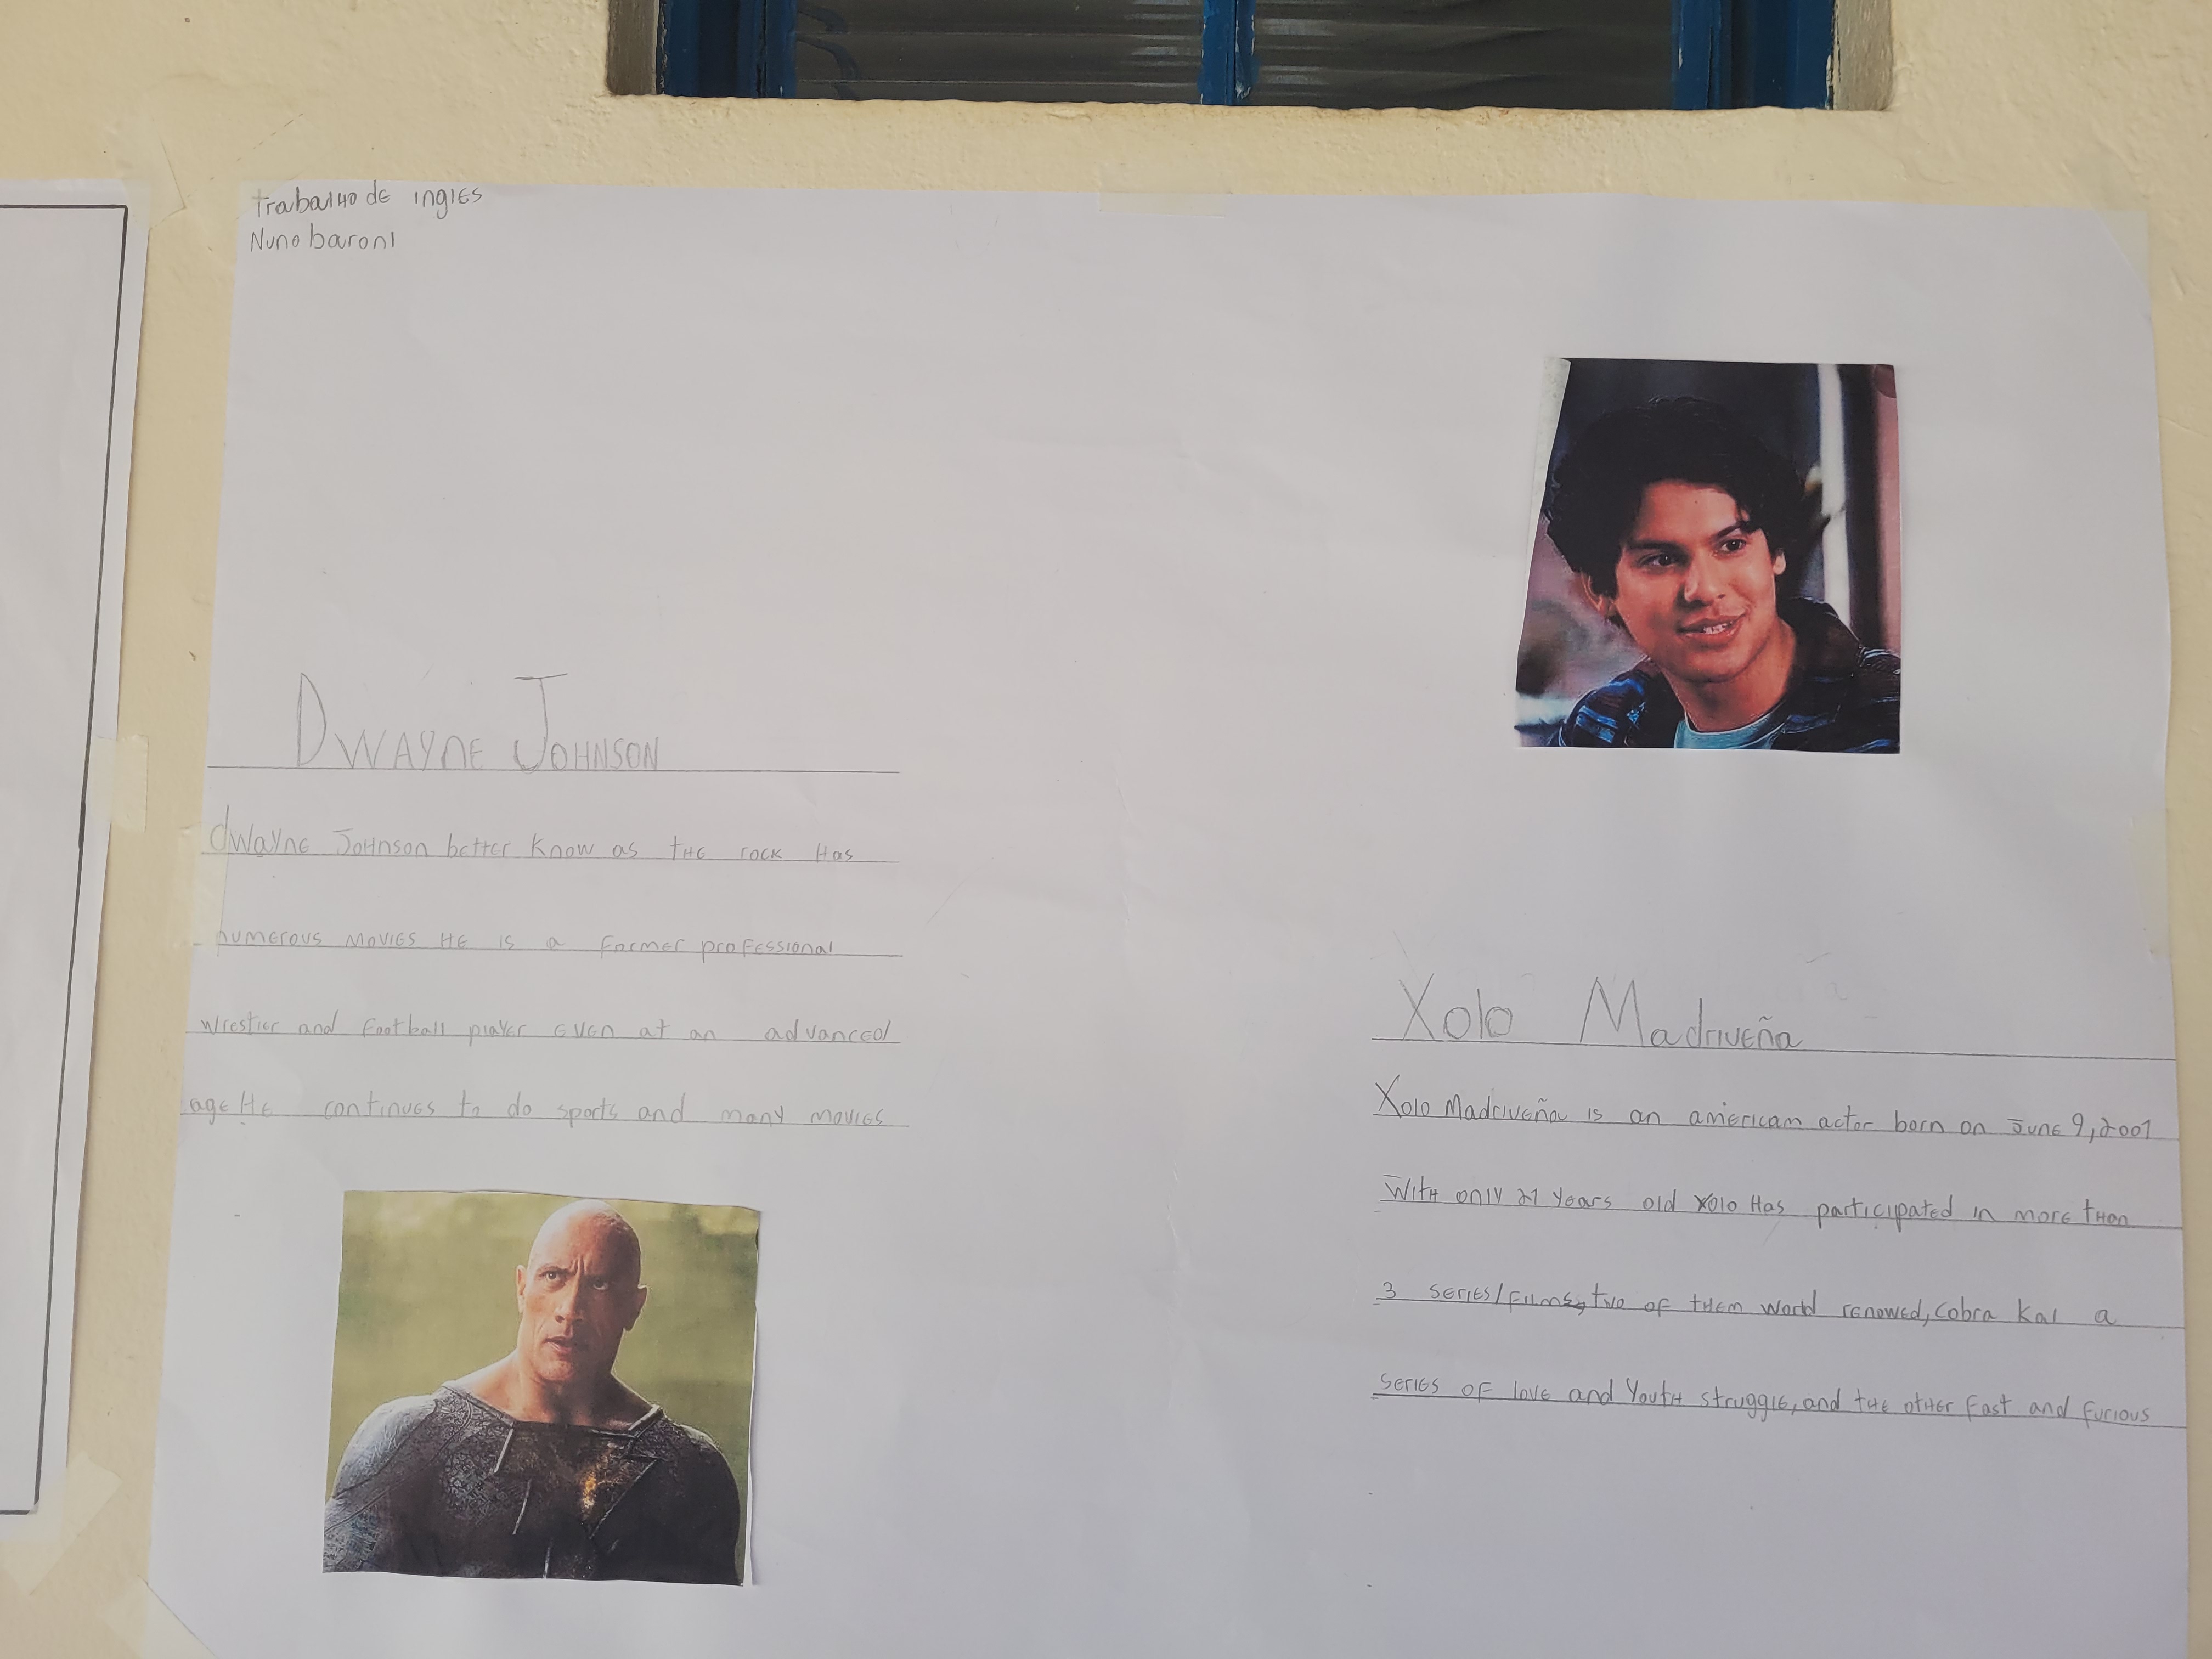 Trabalho de ingles
Nuno baroni
Dwayne Johnson
dwayne Johnson better know as the rock has
numerous movies He is a former professional
wrestler and football player even at an advanced
age He continues to do sports and many movies
Xolo Madriveña
Xolo Madriveña is an americam actor born on June 9, 2001
With only 21 years old xolo Has participated in more than
3 series/films, two of them world renowed, cobra kai a
series of love and Youth struggle, and the other fast and furious